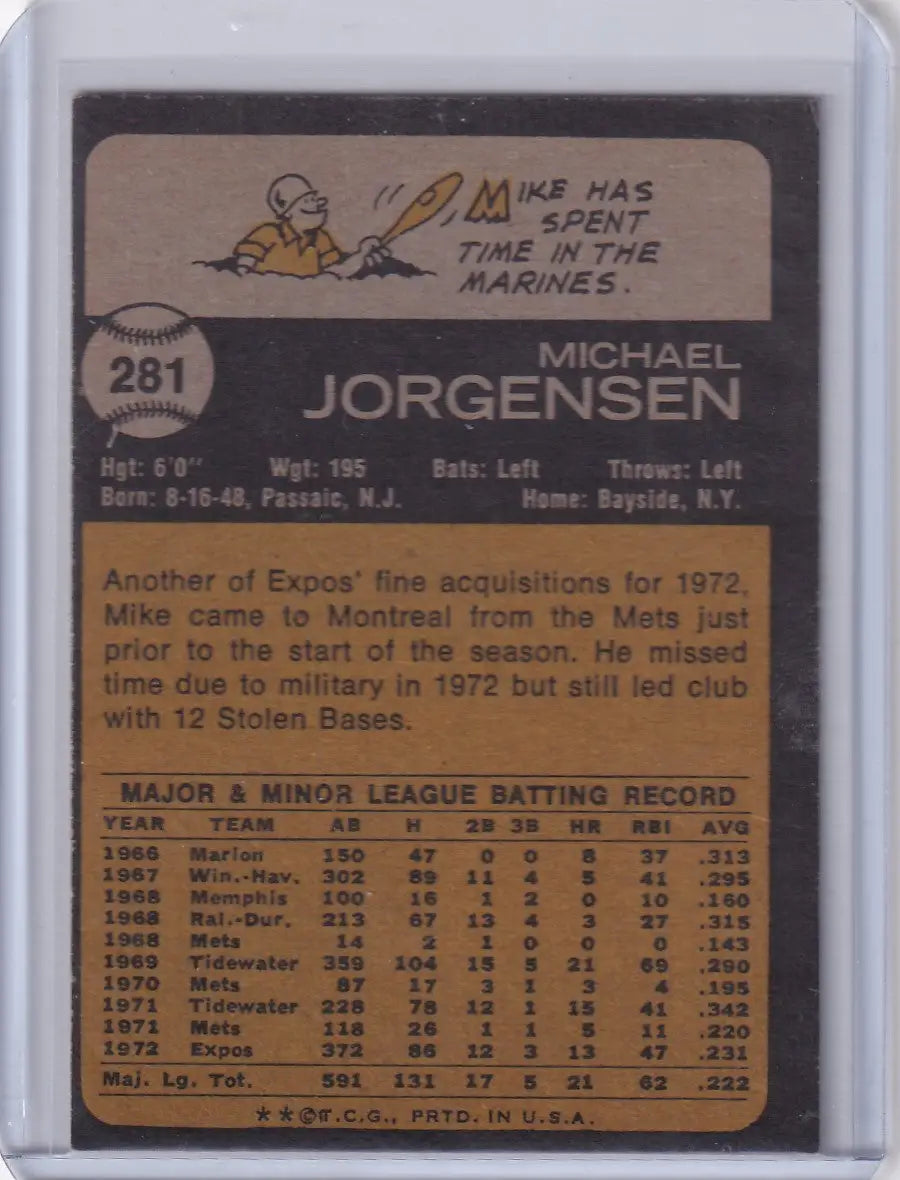 MIKE HAS
SPENT
TIME IN THE
MARINES.
281
MICHAEL
JORGENSEN
Hgt: 6'0" Wgt: 195 Bats: Left Throws: Left
Born: 8-16-48, Passaic, N.J. Home: Bayside, N.Y.
Another of Expos' fine acquisitions for 1972,
Mike came to Montreal from the Mets just
prior to the start of the season. He missed
time due to military in 1972 but still led club
with 12 Stolen Bases.
MAJOR & MINOR LEAGUE BATTING RECORD
YEAR TEAM AB H 2B 3B HR RBI AVG
1966 Marion 150 47 0 0 8 37 .313
1967 Win.-Hav. 302 89 11 4 5 41 .295
1968 Memphis 100 16 1 2 0 10 .160
1968 Ral.-Dur. 213 67 13 4 3 27 .315
1968 Mets 14 2 1 0 0 0 .143
1969 Tidewater 359 104 15 5 21 69 .290
1970 Mets 87 17 3 1 3 4 .195
1971 Tidewater 228 78 12 1 15 41 .342
1971 Mets 118 26 1 1 5 11 .220
1972 Expos 372 86 12 3 13 47 .231
Maj. Lg. Tot. 591 131 17 5 21 62 .222
**©T.C.G., PRTD. IN U.S.A.